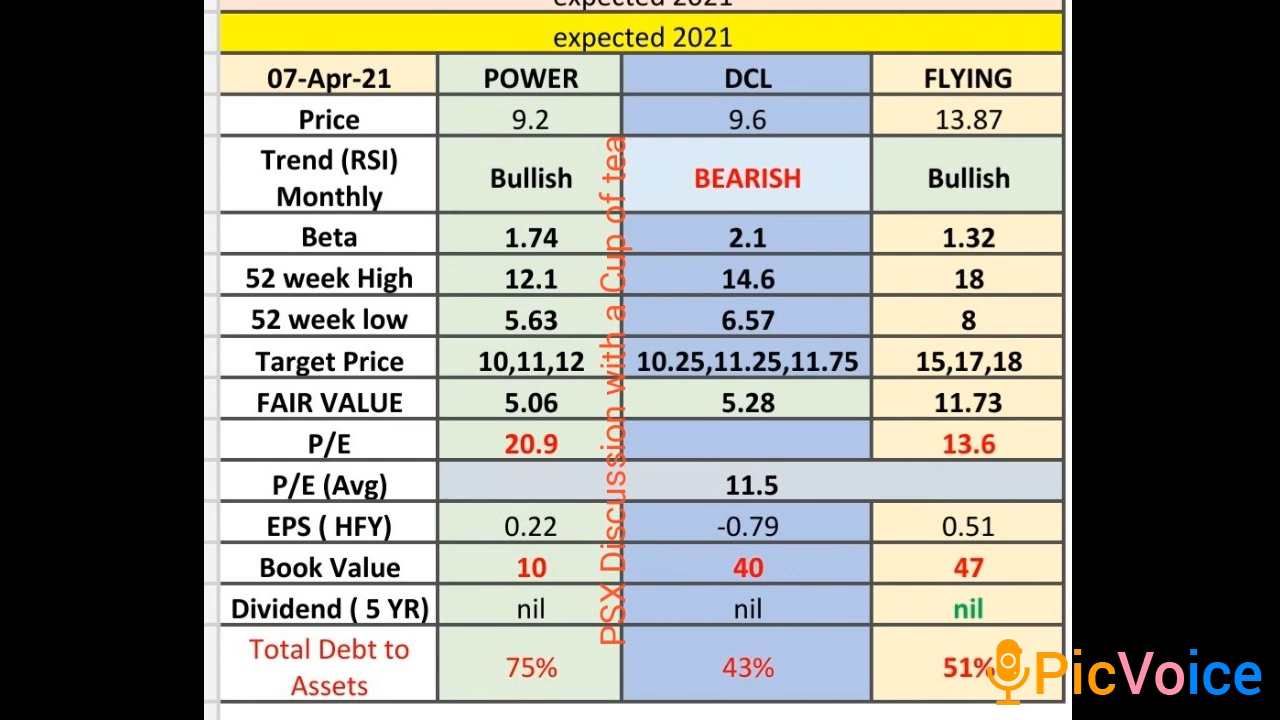 expected 2021
expected 2021
07-Apr-21 POWER DCL FLYING
Price 9.2 9.6 13.87
Trend (RSI)
Monthly Bullish BEARISH Bullish
Beta 1.74 2.1 1.32
52 week High 12.1 14.6 18
52 week low 5.63 6.57 8
Target Price 10,11,12 10.25,11.25,11.75 15,17,18
FAIR VALUE 5.06 5.28 11.73
P/E 20.9 13.6
P/E (Avg) 11.5
EPS ( HFY) 0.22 -0.79 0.51
Book Value 10 40 47
Dividend ( 5 YR) nil nil nil
Total Debt to
Assets 75% 43% 51%
PSX Discussion with a Cup of tea
PicVoice